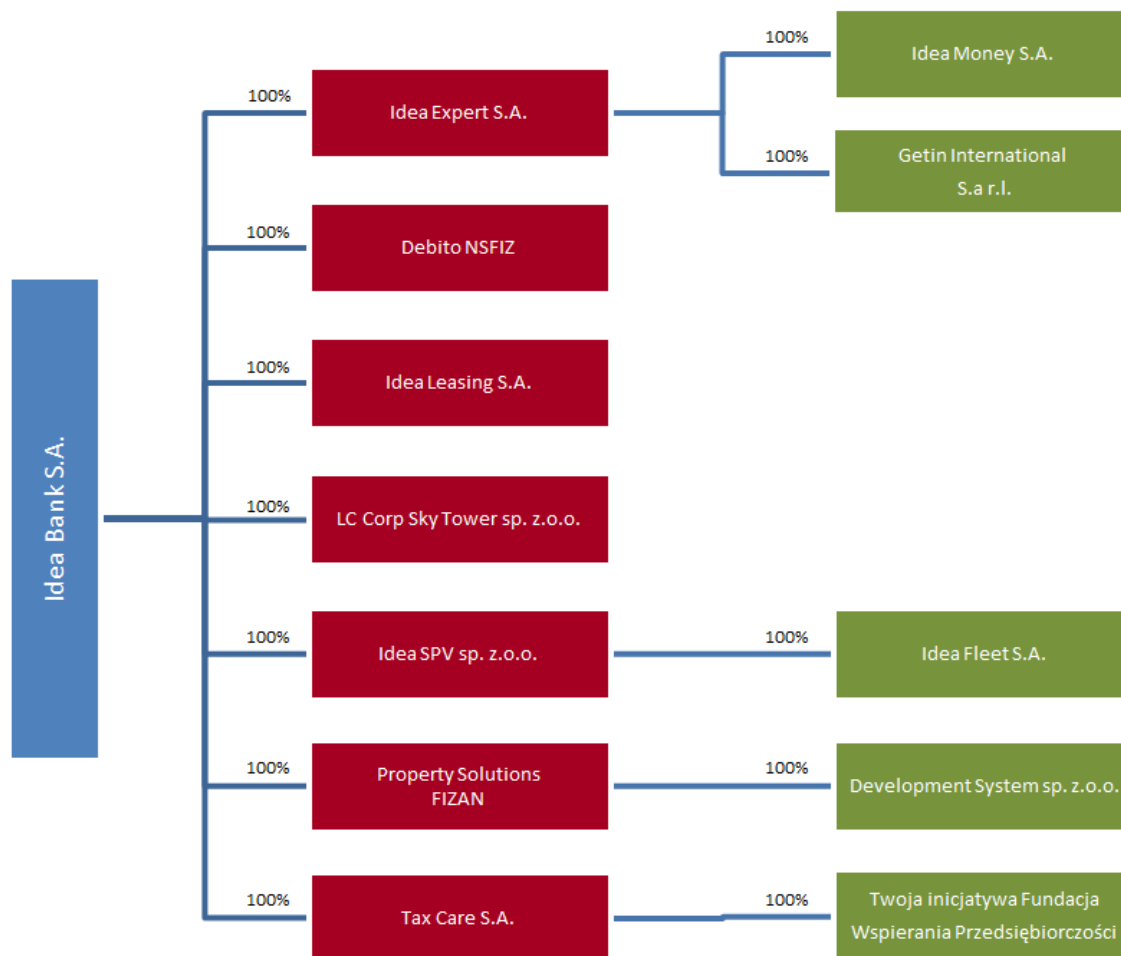 100%
Idea Money S.A.
100%
Idea Expert S.A.
100%
Getin International
S.a r.l.
100%
Debito NSFIZ
100%
Idea Leasing S.A.
Idea Bank S.A.
100%
LC Corp Sky Tower sp. z.o.o.
100%
Idea SPV sp. z.o.o.
100%
Idea Fleet S.A.
100%
Property Solutions
FIZAN
100%
Development System sp. z.o.o.
100%
Tax Care S.A.
100%
Twoja inicjatywa Fundacja
Wspierania Przedsiębiorczości